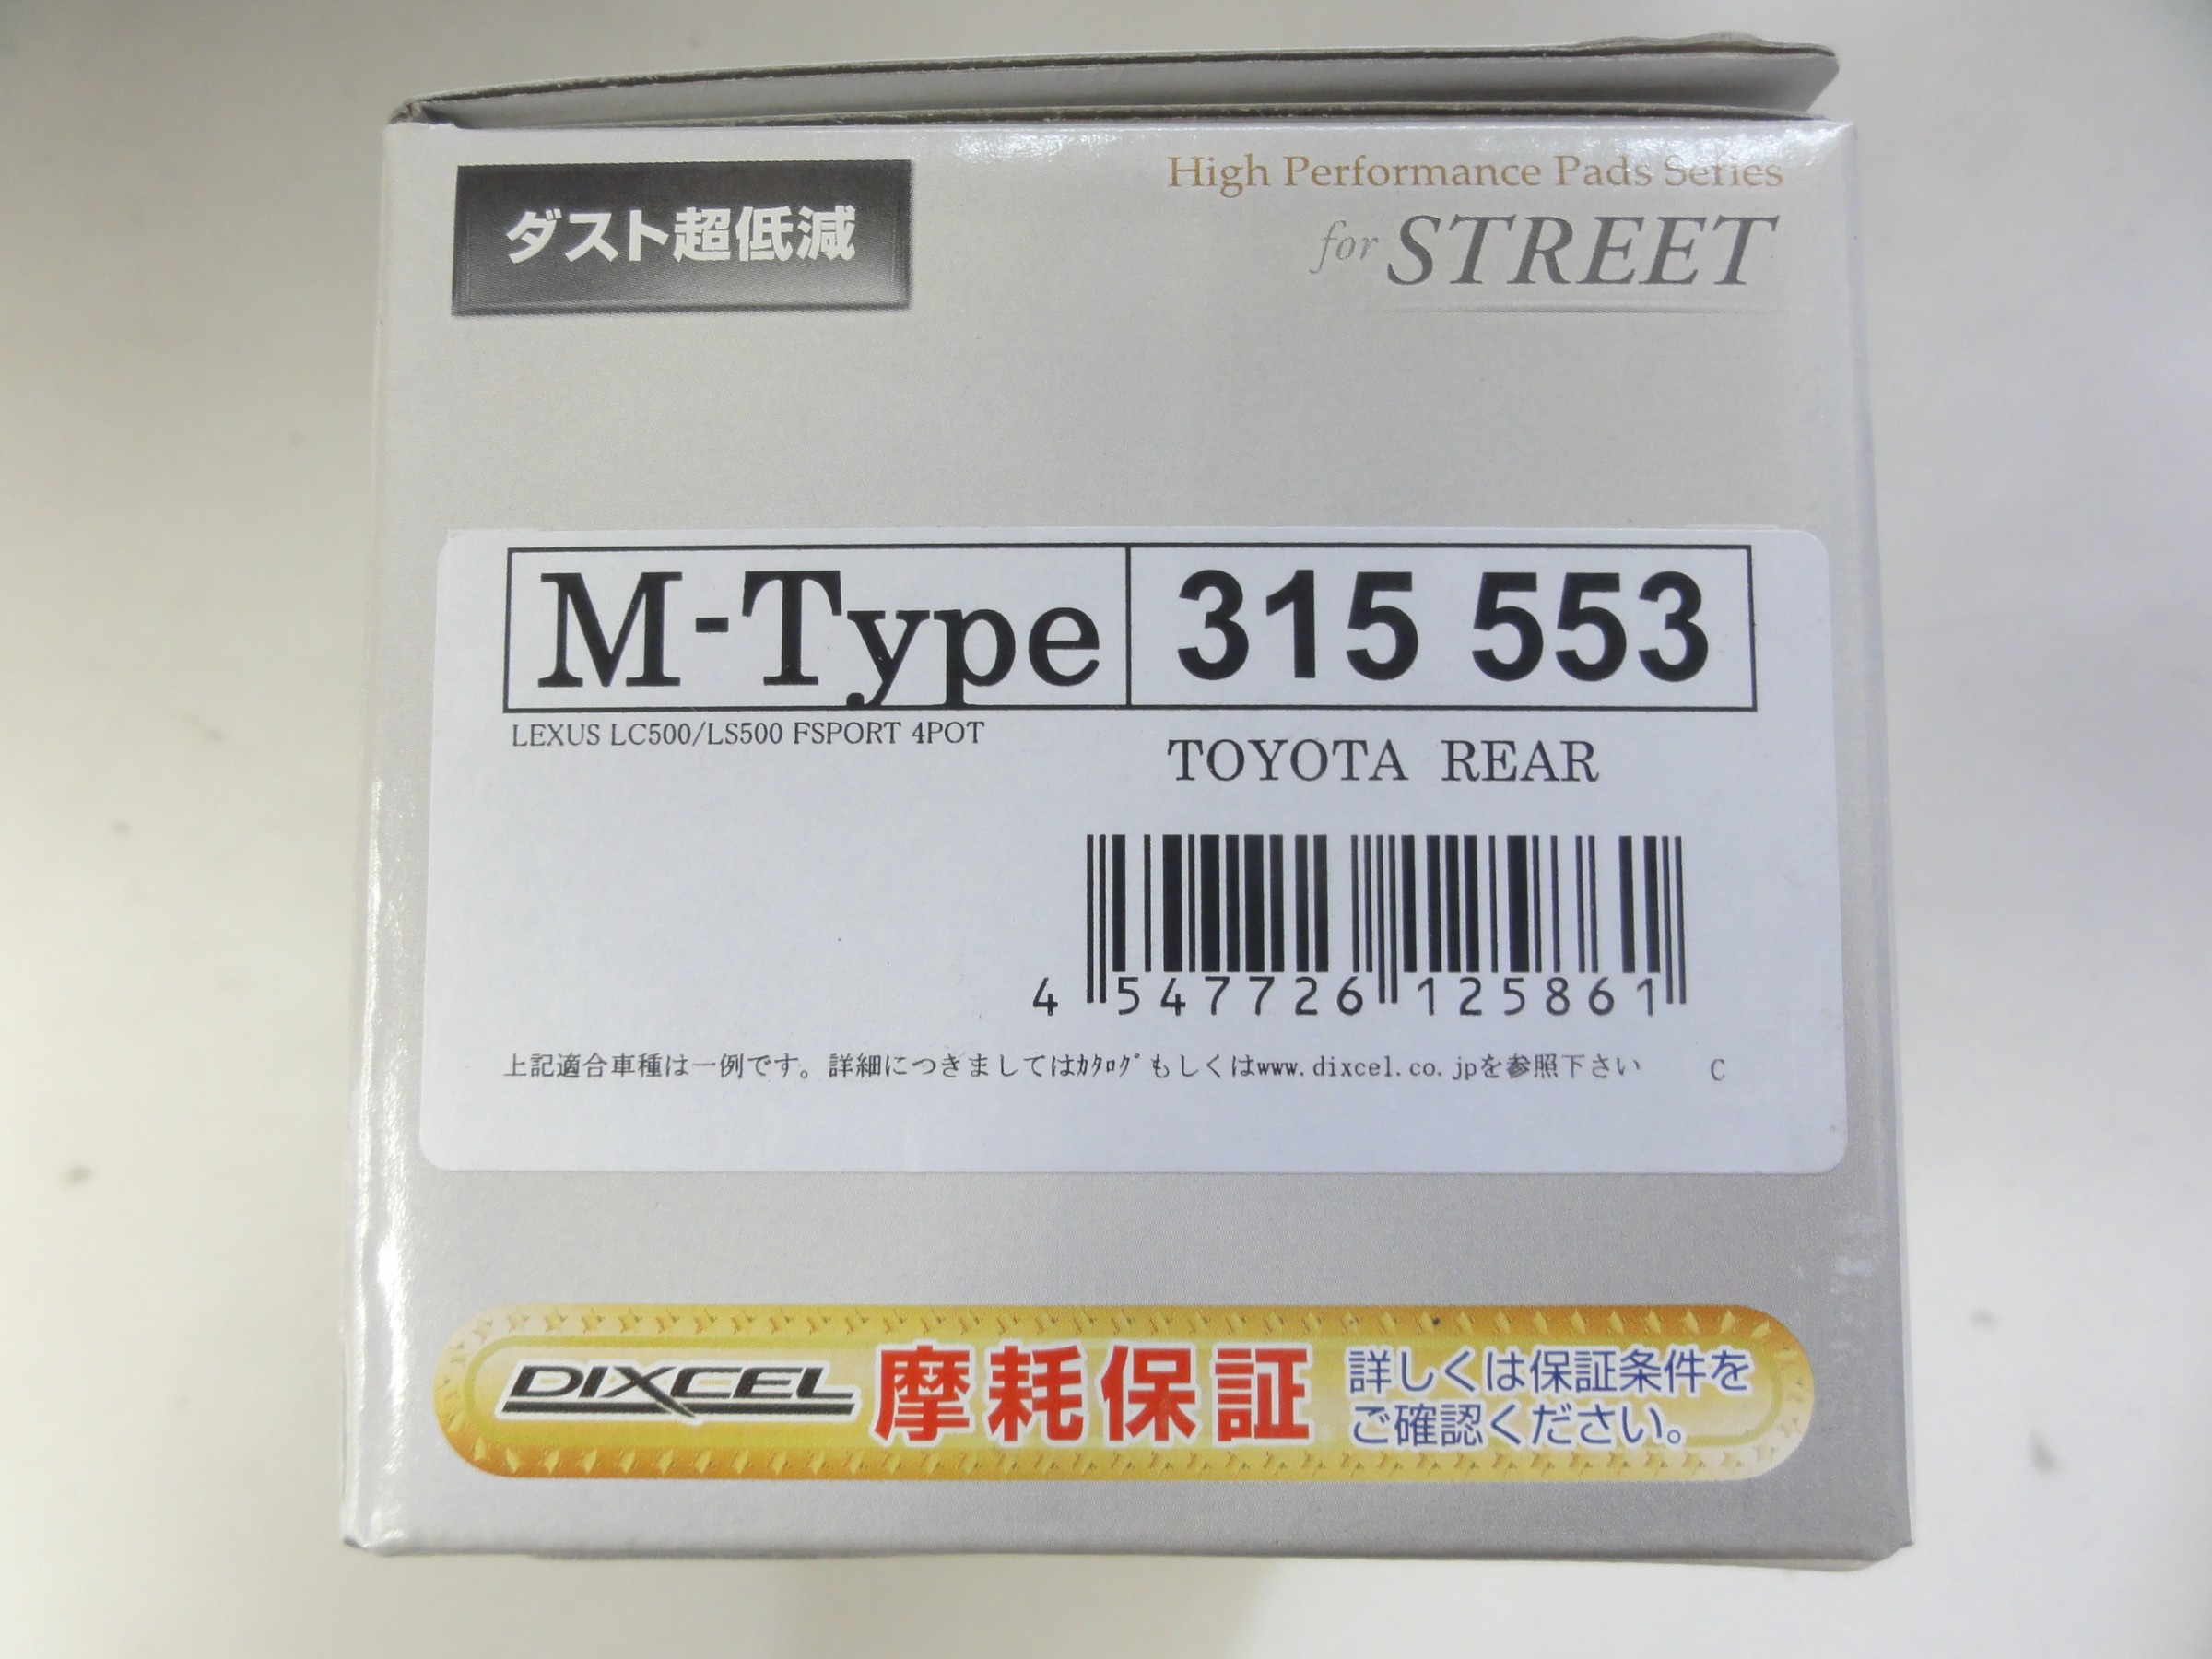 ダスト超低減
High Performance Pads Series
for STREET
M-Type 315 553
LEXUS LC500/LS500 FSPORT 4POT
TOYOTA REAR
4 547726 125861
上記適合車種は一例です。詳細につきましてはｶﾀﾛｸﾞもしくはwww.dixcel.co.jpを参照下さい C
DIXCEL 摩耗保証 詳しくは保証条件を
ご確認ください。